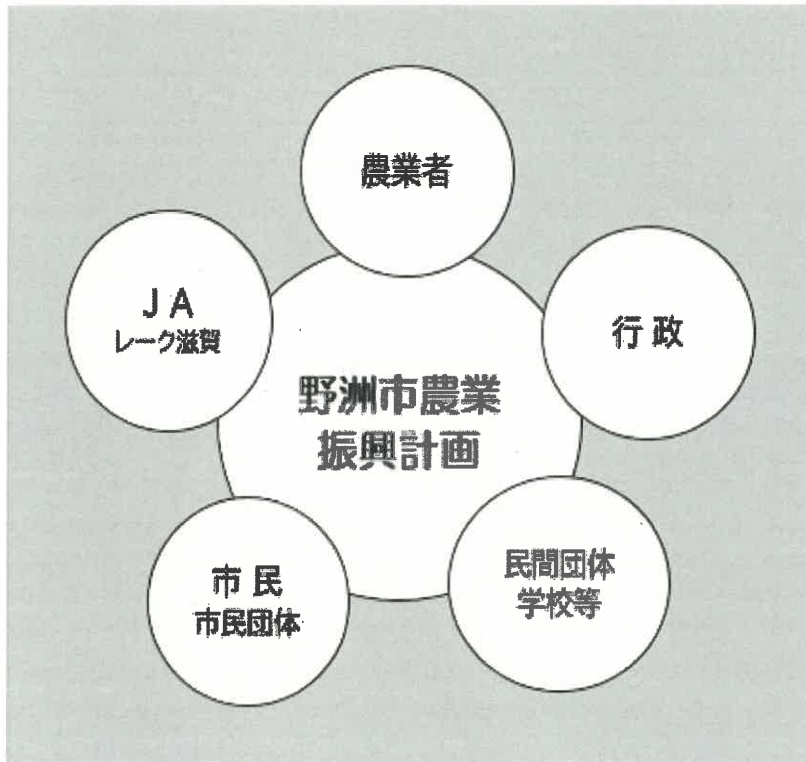 農業者
JA
レーク滋賀
行政
野洲市農業
振興計画
市民
市民団体
民間団体
学校等